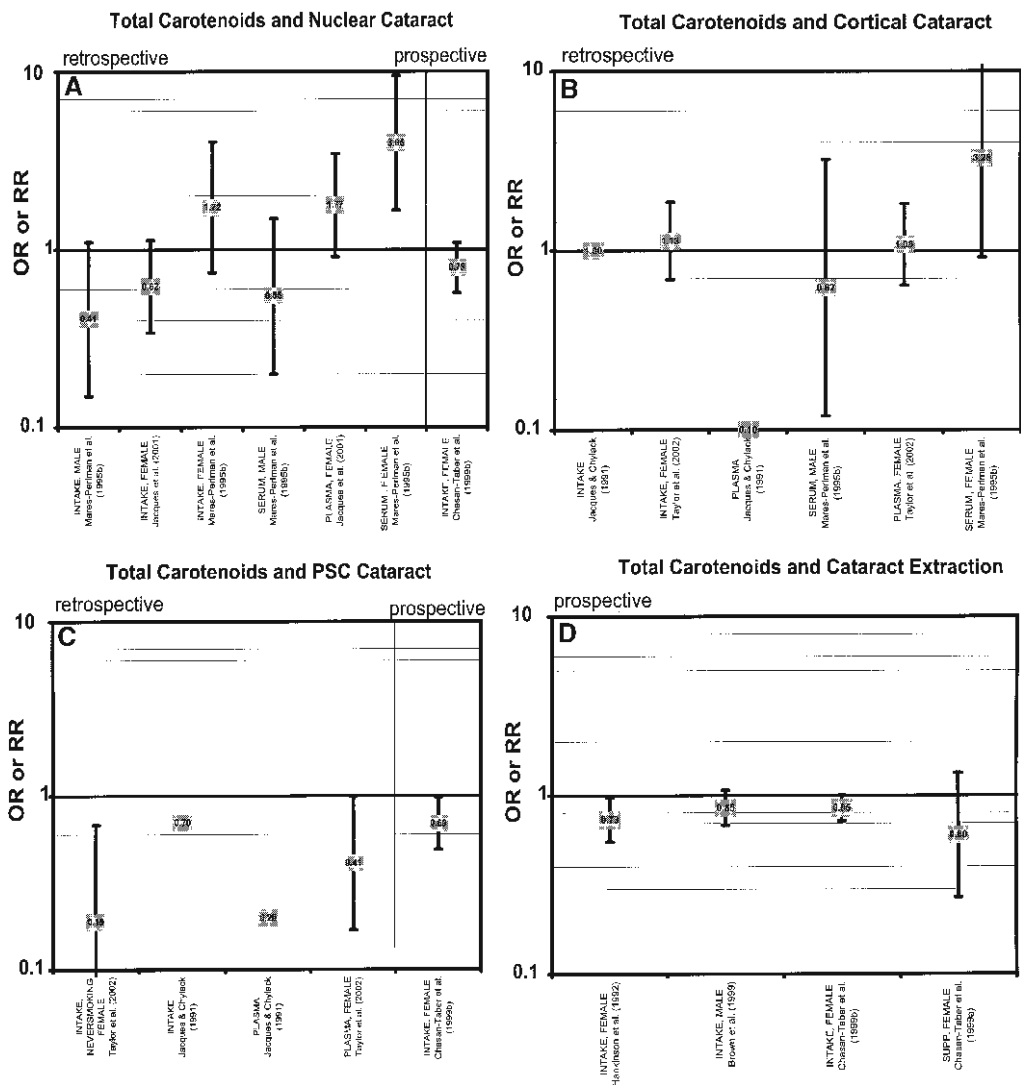 Total Carotenoids and Nuclear Cataract
retrospective
prospective
A
10
1
0.1
OR or RR
0.41
0.62
0.55
0.78
INTAKE, MALE
Mares-Perlman et al.
(1995b)
INTAKE, FEMALE
Jacques et al. (2001)
INTAKE, FEMALE
Mares-Perlman et al.
(1995b)
SERUM, MALE
Mares-Perlman et al.
(1995b)
PLASMA, FEMALE
Jacques et al. (2001)
SERUM, FEMALE
Mares-Perlman et al.
(1995b)
INTAKE, FEMALE
Chasan-Taber et al.
(1999b)
Total Carotenoids and Cortical Cataract
retrospective
B
10
1
0.1
OR or RR
1.00
1.13
0.10
0.62
3.28
INTAKE
Jacques & Chylack
(1991)
INTAKE, FEMALE
Taylor et al. (2002)
PLASMA
Jacques & Chylack
(1991)
SERUM, MALE
Mares-Perlman et al.
(1995b)
PLASMA, FEMALE
Taylor et al. (2002)
SERUM, FEMALE
Mares-Perlman et al.
(1995b)
Total Carotenoids and PSC Cataract
retrospective
prospective
C
10
1
0.1
OR or RR
0.19
0.70
0.20
0.41
INTAKE,
NEVERSMOKING
FEMALE
Taylor et al. (2002)
INTAKE
Jacques & Chylack
(1991)
PLASMA
Jacques & Chylack
(1991)
PLASMA, FEMALE
Taylor et al. (2002)
INTAKE, FEMALE
Chasan-Taber et al.
(1999b)
Total Carotenoids and Cataract Extraction
prospective
D
10
1
0.1
OR or RR
0.73
0.85
0.60
INTAKE, FEMALE
Hankinson et al. (1992)
INTAKE, MALE
Brown et al. (1999)
INTAKE, FEMALE
Chasan-Taber et al.
(1999b)
SUPP, FEMALE
Chasan-Taber et al.
(1999a)